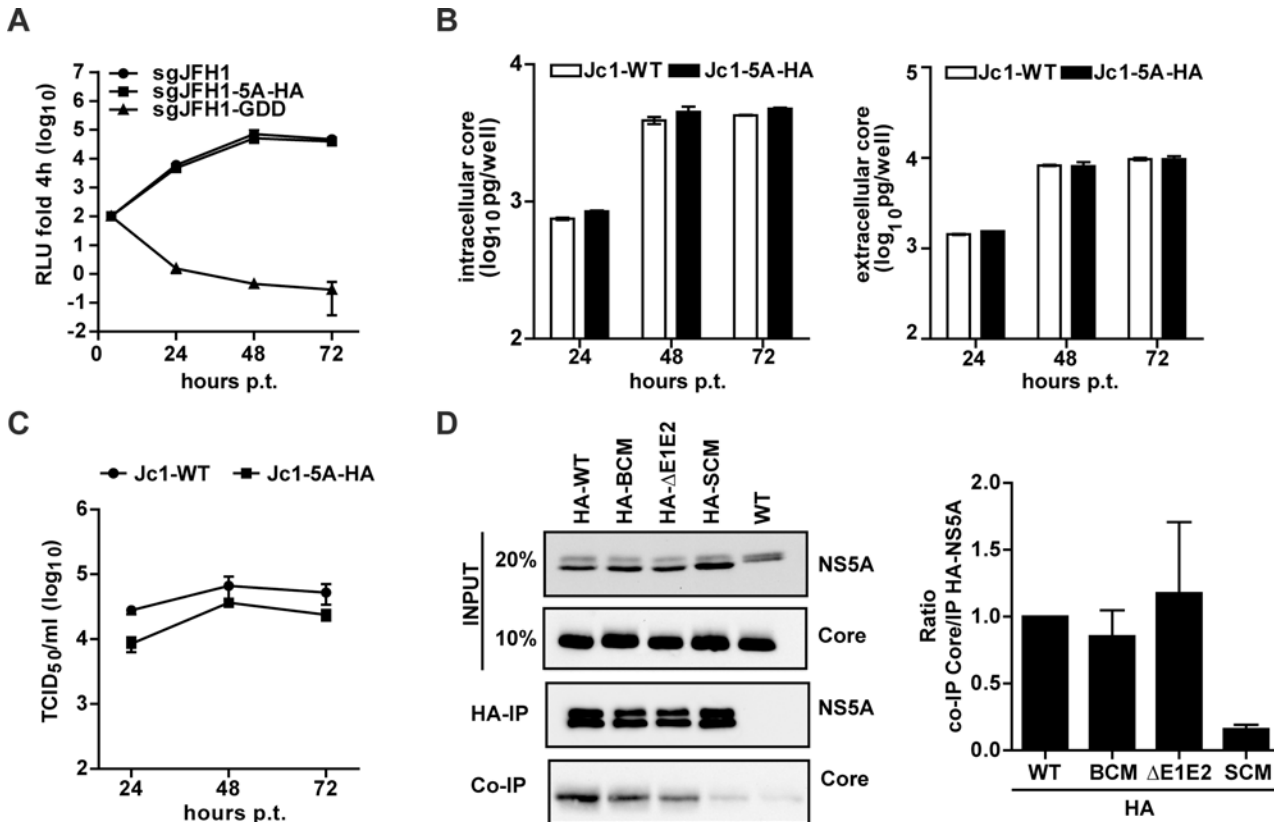 A
sgJFH1
sgJFH1-5A-HA
sgJFH1-GDD
RLU fold 4h (log10)
7
6
5
4
3
2
1
0
-1
-2
0 24 48 72
hours p.t.
B
Jc1-WT Jc1-5A-HA
intracellular core
(log10 pg/well)
4
3
2
24 48 72
hours p.t.
Jc1-WT Jc1-5A-HA
extracellular core
(log10 pg/well)
5
4
3
2
24 48 72
hours p.t.
C
Jc1-WT Jc1-5A-HA
TCID50/ml (log10)
6
5
4
3
2
24 48 72
hours p.t.
D
HA-WT
HA-BCM
HA-ΔE1E2
HA-SCM
WT
INPUT
20% NS5A
10% Core
HA-IP NS5A
Co-IP Core
Ratio
co-IP Core/IP HA-NS5A
2.0
1.5
1.0
0.5
0.0
WT BCM ΔE1E2 SCM
HA